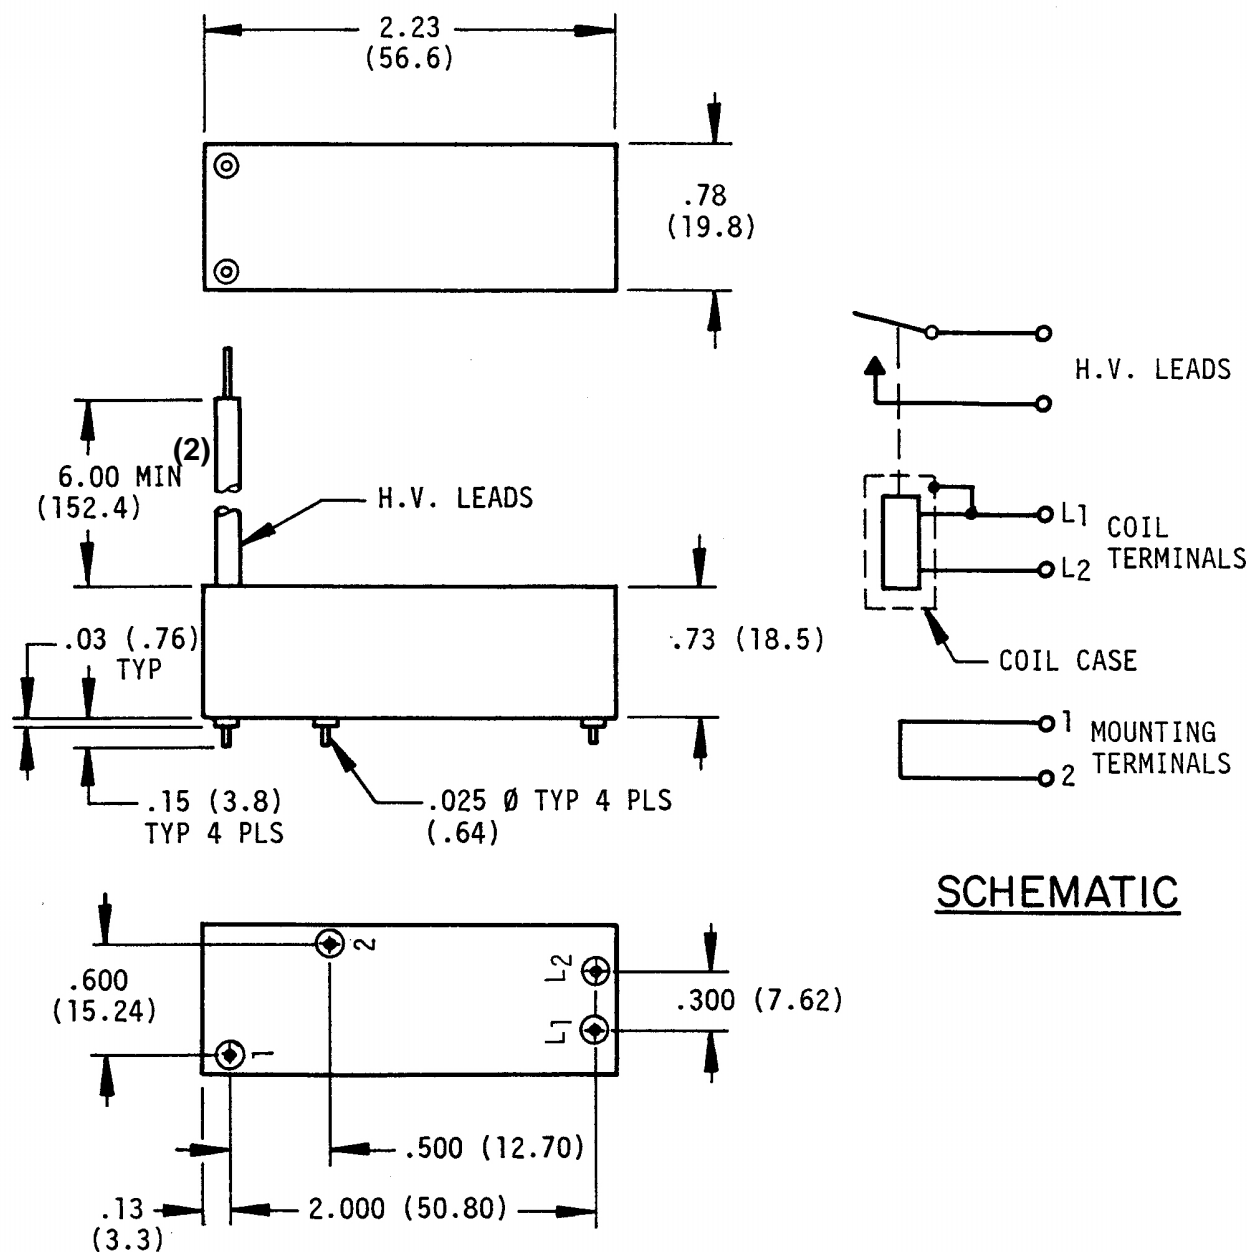 2.23
(56.6)
.78
(19.8)
H.V. LEADS
(2)
6.00 MIN
(152.4)
H.V. LEADS
L1
COIL
TERMINALS
L2
.03 (.76)
TYP
.73 (18.5)
COIL CASE
1
MOUNTING
TERMINALS
2
.15 (3.8)
TYP 4 PLS
.025 Ø TYP 4 PLS
(.64)
SCHEMATIC
2
L2
.600
(15.24)
.300 (7.62)
L1
1
.500 (12.70)
.13
(3.3)
2.000 (50.80)